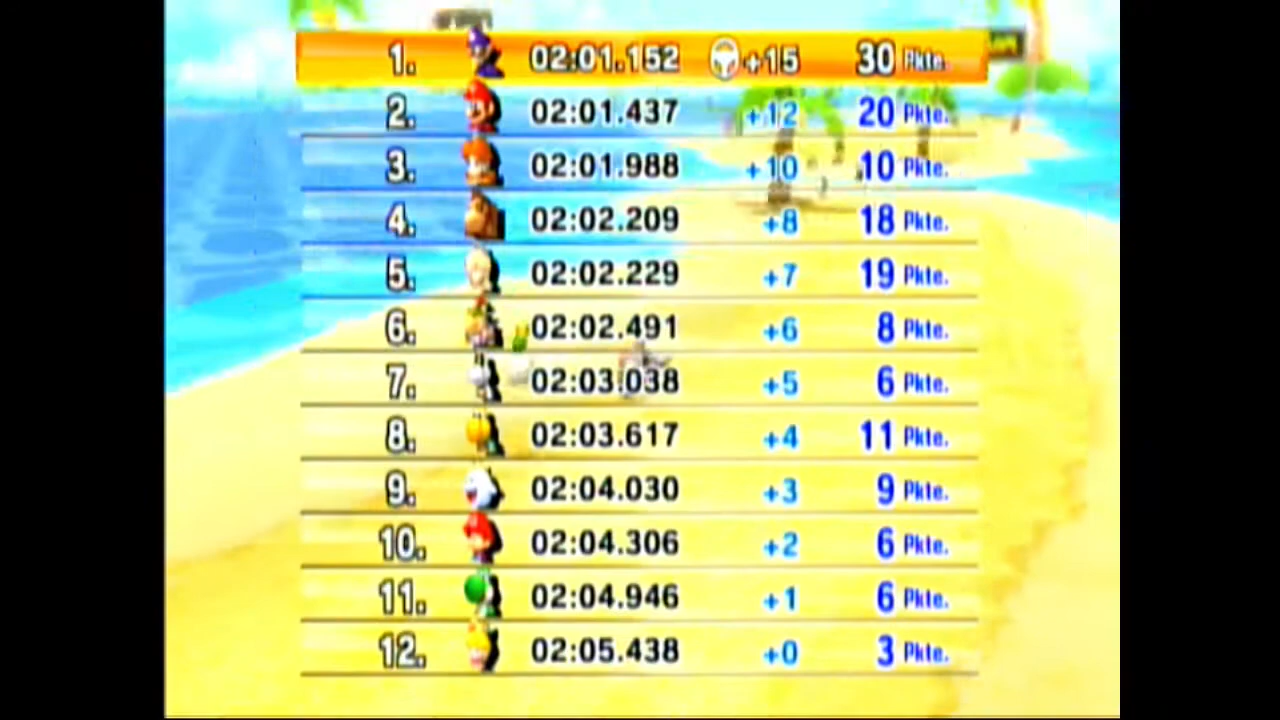 1. 02:01.152 +15 30 Pkte.
2. 02:01.437 +12 20 Pkte.
3. 02:01.988 +10 10 Pkte.
4. 02:02.209 +8 18 Pkte.
5. 02:02.229 +7 19 Pkte.
6. 02:02.491 +6 8 Pkte.
7. 02:03.038 +5 6 Pkte.
8. 02:03.617 +4 11 Pkte.
9. 02:04.030 +3 9 Pkte.
10. 02:04.306 +2 6 Pkte.
11. 02:04.946 +1 6 Pkte.
12. 02:05.438 +0 3 Pkte.